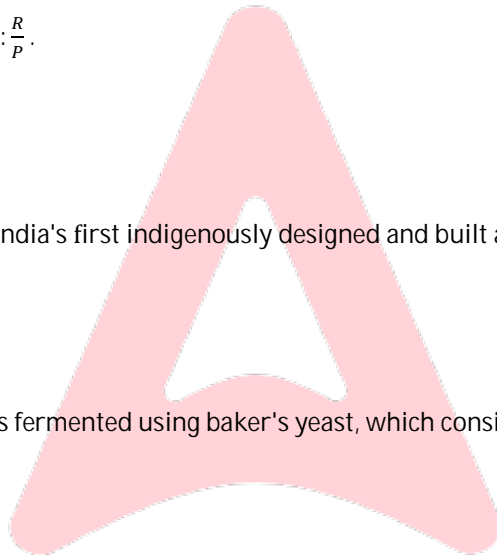 : R/P .
ndia's first indigenously designed and built a
s fermented using baker's yeast, which consi